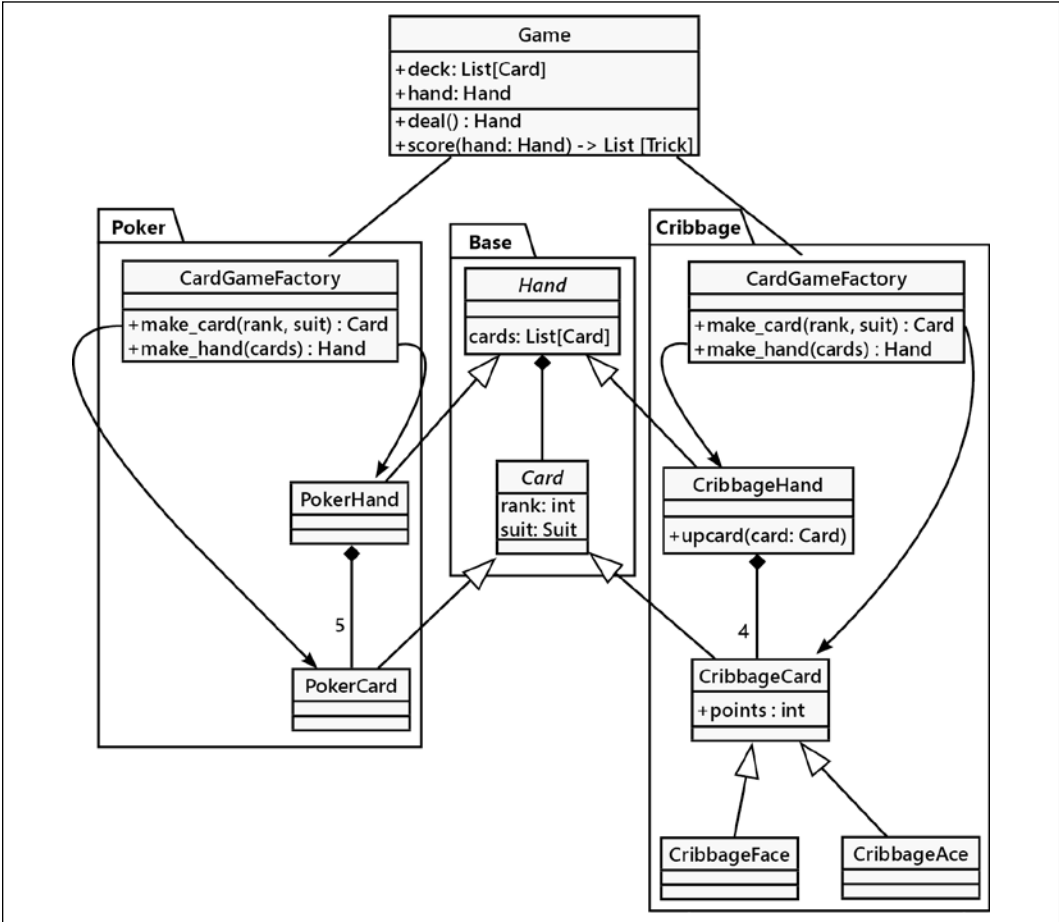 Game
+deck: List[Card]
+hand: Hand
+deal() : Hand
+score(hand: Hand) -> List [Trick]
Poker
CardGameFactory
+make_card(rank, suit) : Card
+make_hand(cards) : Hand
PokerHand
5
PokerCard
Base
Hand
cards: List[Card]
Card
rank: int
suit: Suit
Cribbage
CardGameFactory
+make_card(rank, suit) : Card
+make_hand(cards) : Hand
CribbageHand
+upcard(card: Card)
4
CribbageCard
+points : int
CribbageFace
CribbageAce